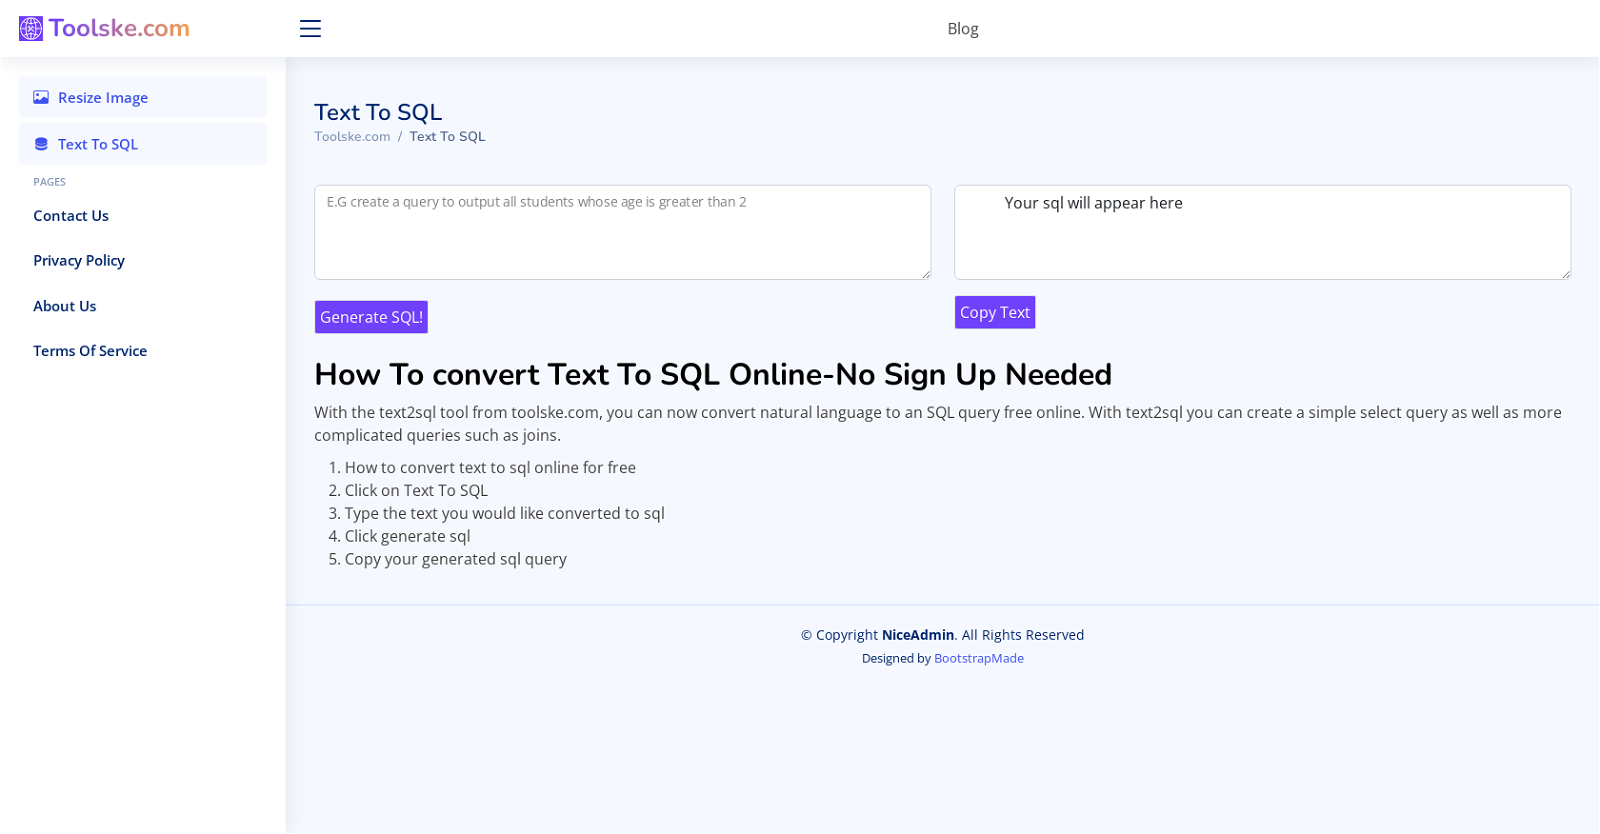 Toolske.com
Blog
Resize Image
Text To SQL
PAGES
Contact Us
Privacy Policy
About Us
Terms Of Service
Text To SQL
Toolske.com / Text To SQL
E.G create a query to output all students whose age is greater than 2
Your sql will appear here
Generate SQL!
Copy Text
How To convert Text To SQL Online-No Sign Up Needed
With the text2sql tool from toolske.com, you can now convert natural language to an SQL query free online. With text2sql you can create a simple select query as well as more
complicated queries such as joins.
1. How to convert text to sql online for free
2. Click on Text To SQL
3. Type the text you would like converted to sql
4. Click generate sql
5. Copy your generated sql query
© Copyright NiceAdmin. All Rights Reserved
Designed by BootstrapMade